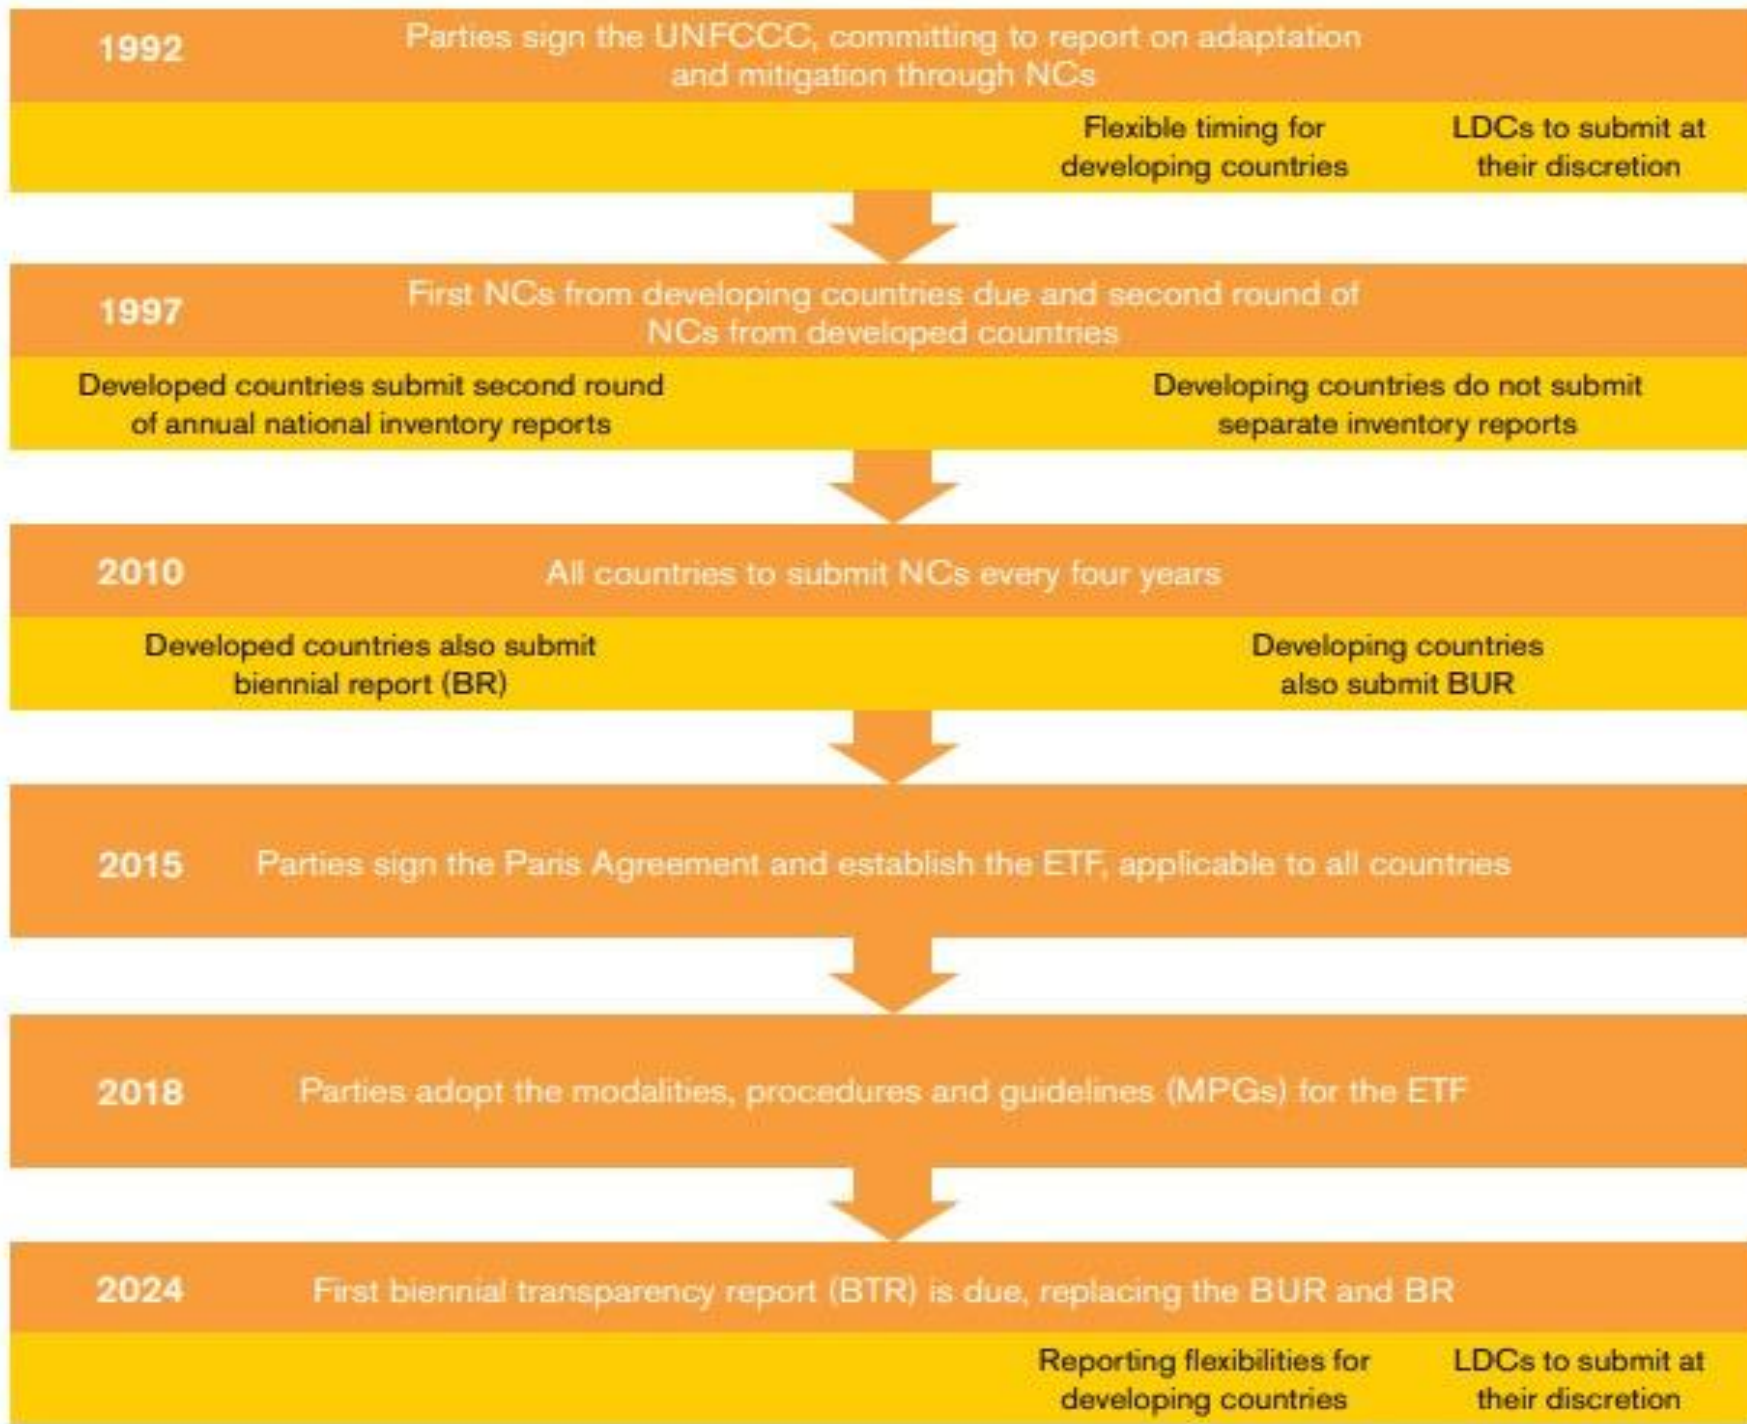 1992
Parties sign the UNFCCC, committing to report on adaptation
and mitigation through NCs
Flexible timing for
developing countries
LDCs to submit at
their discretion
1997
First NCs from developing countries due and second round of
NCs from developed countries
Developed countries submit second round
of annual national inventory reports
Developing countries do not submit
separate inventory reports
2010
All countries to submit NCs every four years
Developed countries also submit
biennial report (BR)
Developing countries
also submit BUR
2015
Parties sign the Paris Agreement and establish the ETF, applicable to all countries
2018
Parties adopt the modalities, procedures and guidelines (MPGs) for the ETF
2024
First biennial transparency report (BTR) is due, replacing the BUR and BR
Reporting flexibilities for
developing countries
LDCs to submit at
their discretion